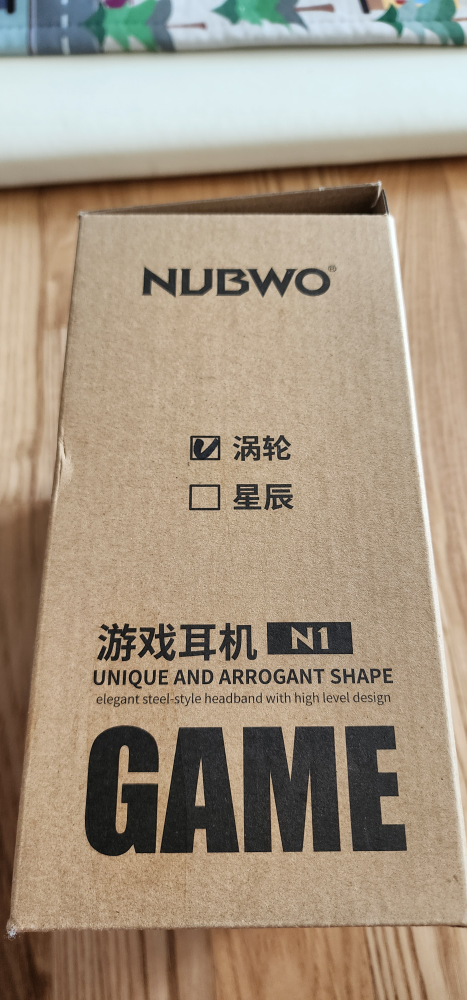 NUBWO®
涡轮
星辰
游戏耳机 N1
UNIQUE AND ARROGANT SHAPE
elegant steel-style headband with high level design
GAME